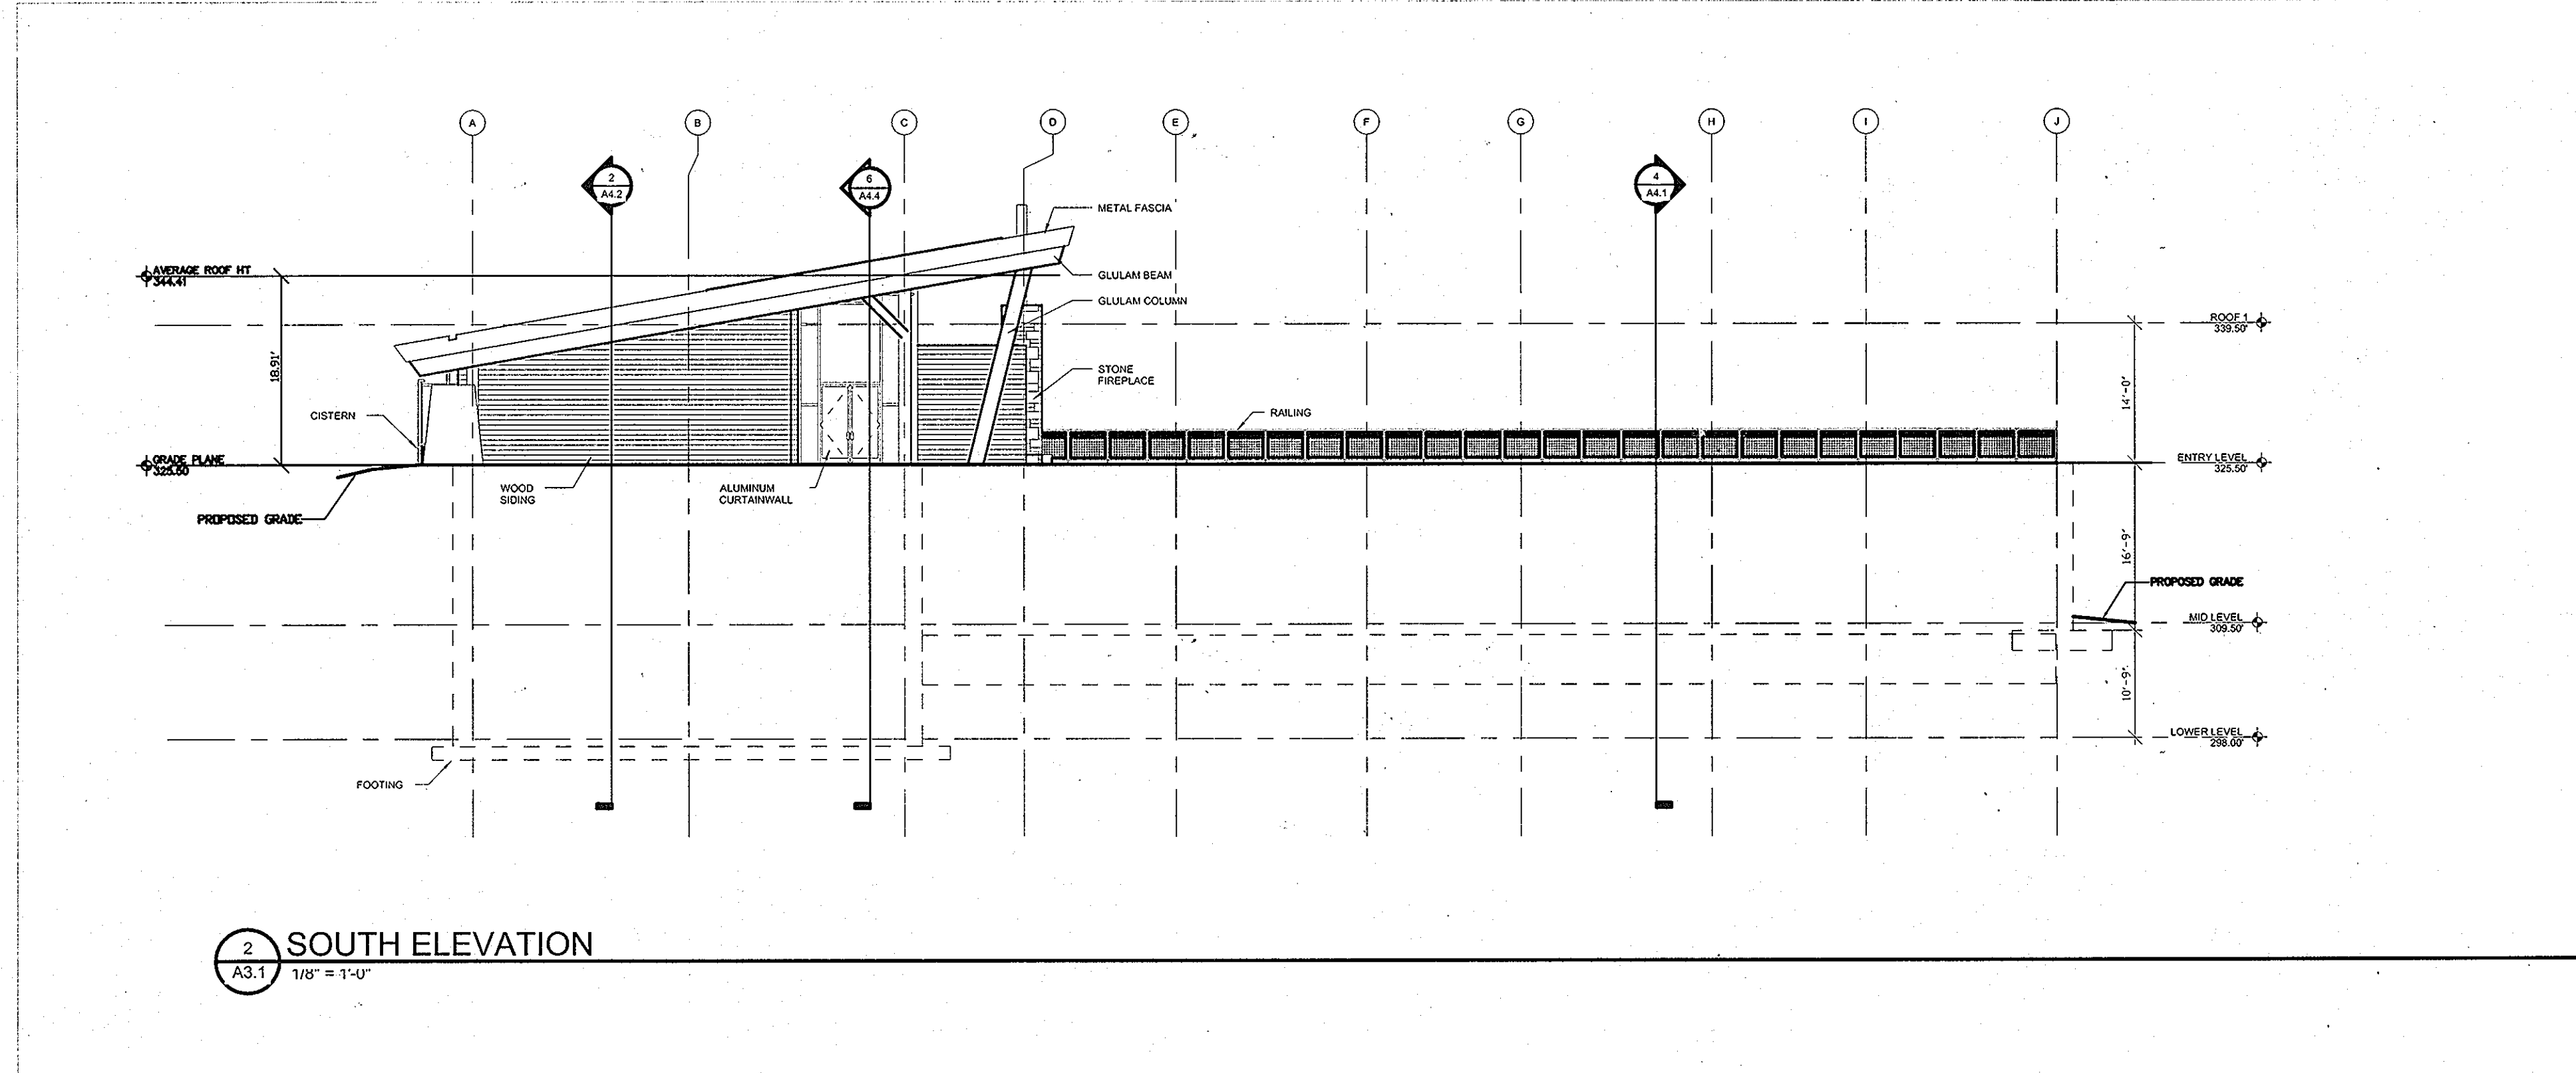 A
B
C
D
E
F
G
H
I
J
2
A4.2
6
A4.4
4
A4.1
METAL FASCIA
AVERAGE ROOF HT
344.41
GLULAM BEAM
GLULAM COLUMN
ROOF 1
339.50'
18.91'
STONE
FIREPLACE
14'-0"
CISTERN
RAILING
GRADE PLANE
325.50
ENTRY LEVEL
325.50'
WOOD
SIDING
ALUMINUM
CURTAINWALL
PROPOSED GRADE
16'-9"
PROPOSED GRADE
MID LEVEL
309.50'
10'-9"
LOWER LEVEL
298.00'
FOOTING
2
A3.1
SOUTH ELEVATION
1/8" = 1'-0"